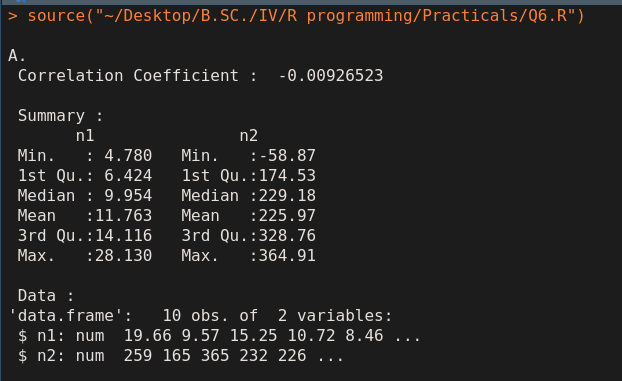 > source("~/Desktop/B.SC./IV/R programming/Practicals/Q6.R")
A.
Correlation Coefficient :  -0.00926523
Summary :
n1               n2
Min.   : 4.780   Min.   :-58.87
1st Qu.: 6.424   1st Qu.:174.53
Median : 9.954   Median :229.18
Mean   :11.763   Mean   :225.97
3rd Qu.:14.116   3rd Qu.:328.76
Max.   :28.130   Max.   :364.91
Data :
'data.frame':   10 obs. of  2 variables:
$ n1: num  19.66 9.57 15.25 10.72 8.46 ...
$ n2: num  259 165 365 232 226 ...